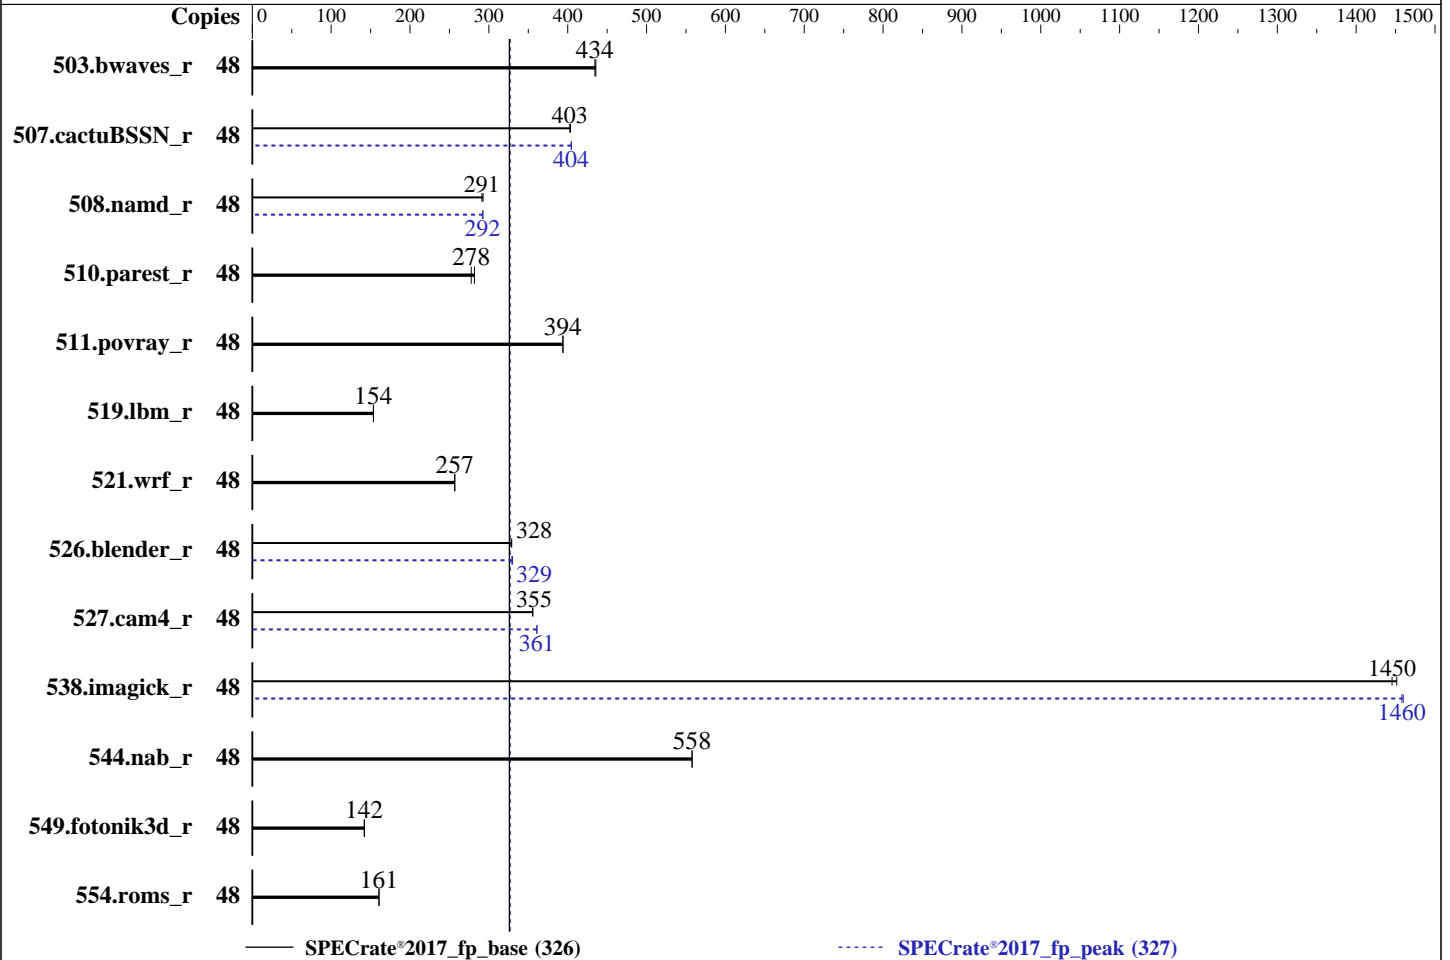 Copies 0 100 200 300 400 500 600 700 800 900 1000 1100 1200 1300 1400 1500
503.bwaves_r 48 434
507.cactuBSSN_r 48 403
404
508.namd_r 48 291
292
510.parest_r 48 278
511.povray_r 48 394
519.lbm_r 48 154
521.wrf_r 48 257
526.blender_r 48 328
329
527.cam4_r 48 355
361
538.imagick_r 48 1450
1460
544.nab_r 48 558
549.fotonik3d_r 48 142
554.roms_r 48 161
SPECrate®2017_fp_base (326) SPECrate®2017_fp_peak (327)